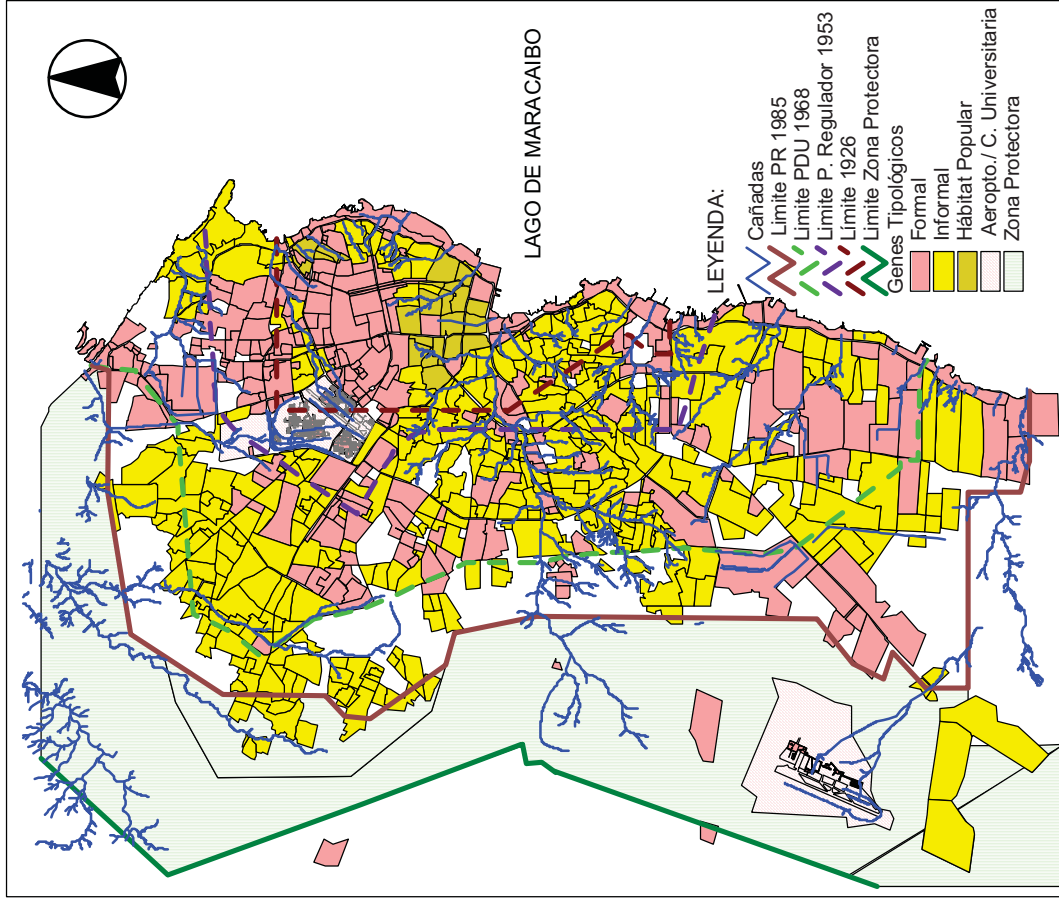 LAGO DE MARACAIBO
LEYENDA:
Cañadas
Limite PR 1985
Limite PDU 1968
Limite P. Regulador 1953
Limite 1926
Limite Zona Protectora
Genes Tipológicos
Formal
Informal
Hábitat Popular
Aeropto./ C. Universitaria
Zona Protectora